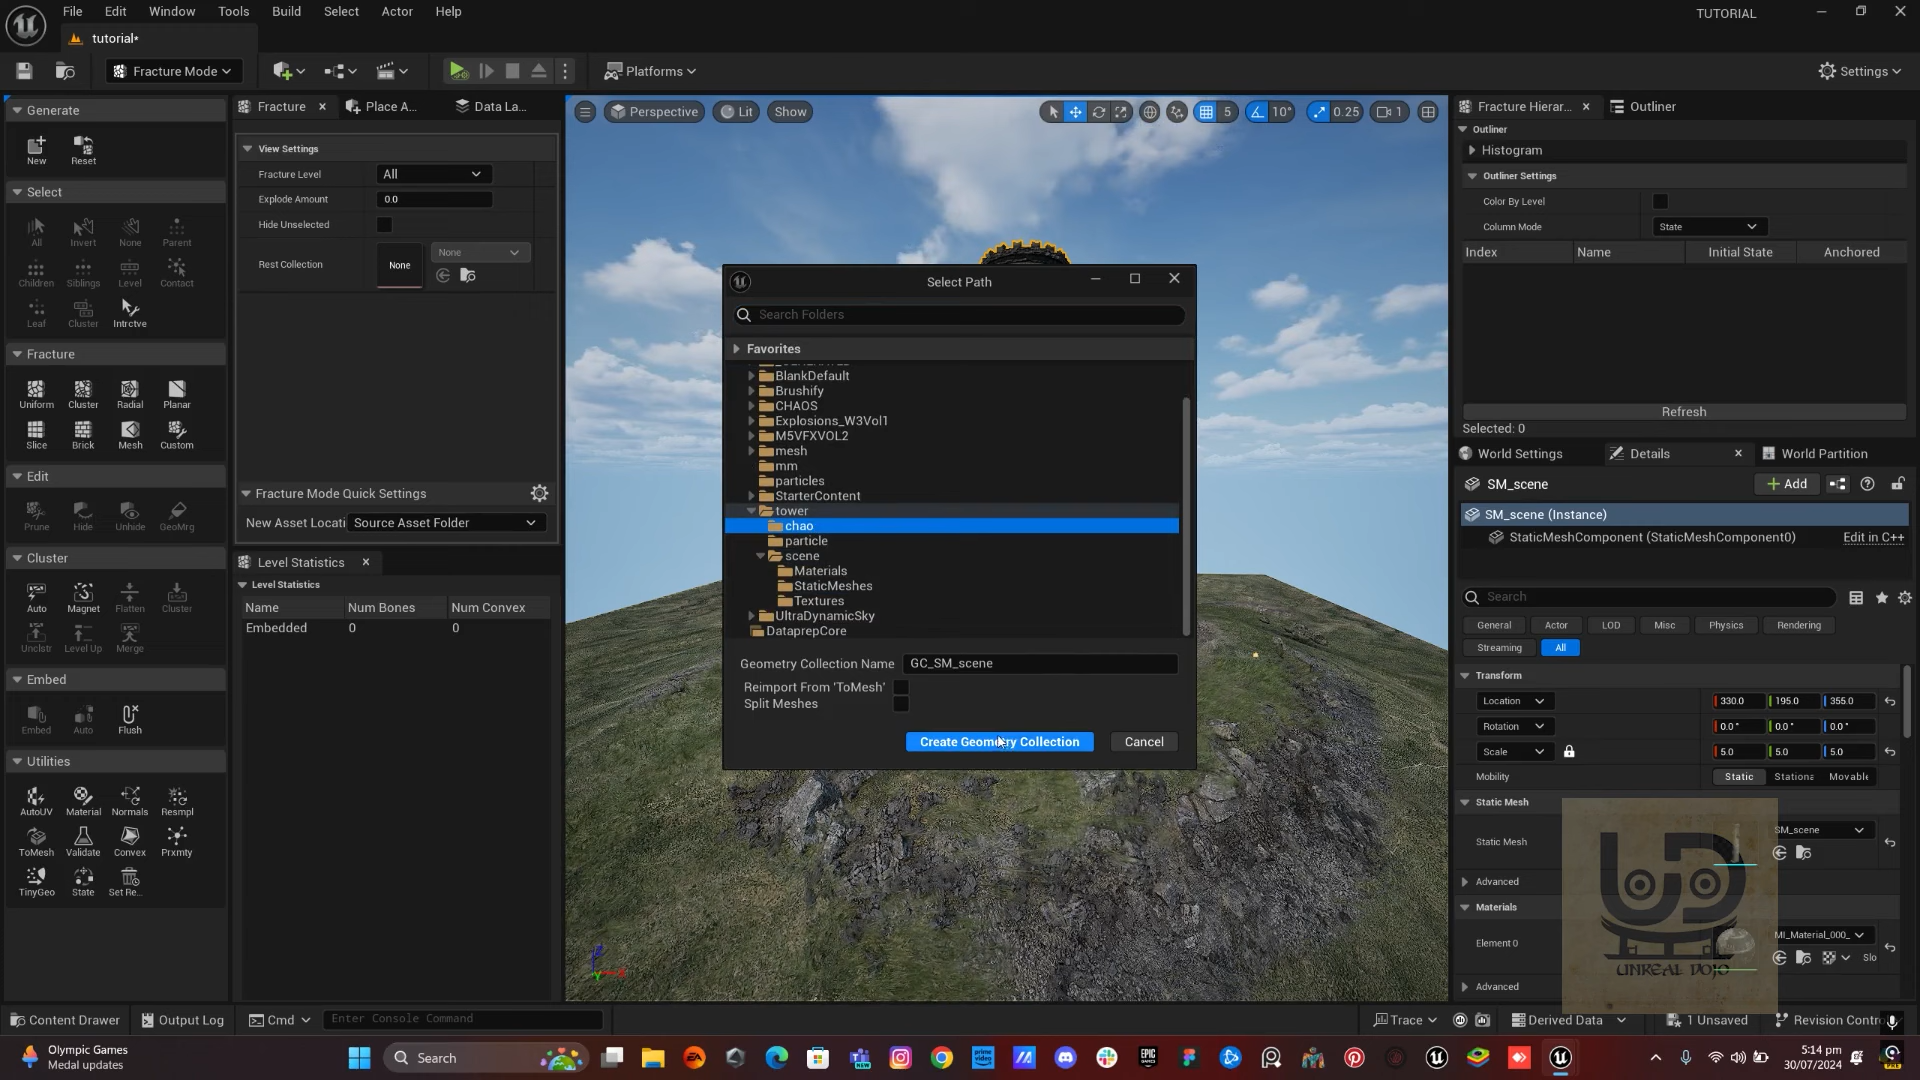 File Edit Window Tools Build Select Actor Help
TUTORIAL
tutorial*
Fracture Mode
Platforms
Settings
Generate
New Reset
Select
All Invert None Parent
Children Siblings Level Contact
Leaf Cluster Intrctve
Fracture
Uniform Cluster Radial Planar
Slice Brick Mesh Custom
Edit
Prune Hide Unhide GeoMrg
Cluster
Auto Magnet Flatten Cluster
Unclstr Level Up Merge
Embed
Embed Auto Flush
Utilities
AutoUV Material Normals Resmpl
ToMesh Validate Convex Prxmty
TinyGeo State Set Re...
Fracture Place A... Data La...
View Settings
Fracture Level All
Explode Amount 0.0
Hide Unselected
Rest Collection None None
Fracture Mode Quick Settings
New Asset Locati Source Asset Folder
Level Statistics
Level Statistics
Name Num Bones Num Convex
Embedded 0 0
Perspective Lit Show
5 10° 0.25 1
Select Path
Search Folders
Favorites
BlankDefault
Brushify
CHAOS
Explosions_W3Vol1
M5VFXVOL2
mesh
mm
particles
StarterContent
tower
chao
particle
scene
Materials
StaticMeshes
Textures
UltraDynamicSky
DataprepCore
Geometry Collection Name GC_SM_scene
Reimport From 'ToMesh'
Split Meshes
Create Geometry Collection Cancel
Fracture Hierar... Outliner
Outliner
Histogram
Outliner Settings
Color By Level
Column Mode State
Index Name Initial State Anchored
Refresh
Selected: 0
World Settings Details World Partition
SM_scene
Add
SM_scene (Instance)
StaticMeshComponent (StaticMeshComponent0) Edit in C++
Search
General Actor LOD Misc Physics Rendering
Streaming All
Transform
Location 330.0 195.0 355.0
Rotation 0.0° 0.0° 0.0°
Scale 5.0 5.0 5.0
Mobility Static Stationa Movable
Static Mesh
Static Mesh SM_scene
Advanced
Materials
Element 0 MI_Material_000_
Slo
Advanced
UNREAL DOJO
Content Drawer Output Log Cmd Enter Console Command
Trace Derived Data 1 Unsaved Revision Contro
Olympic Games
Medal updates
Search
5:14 pm
30/07/2024